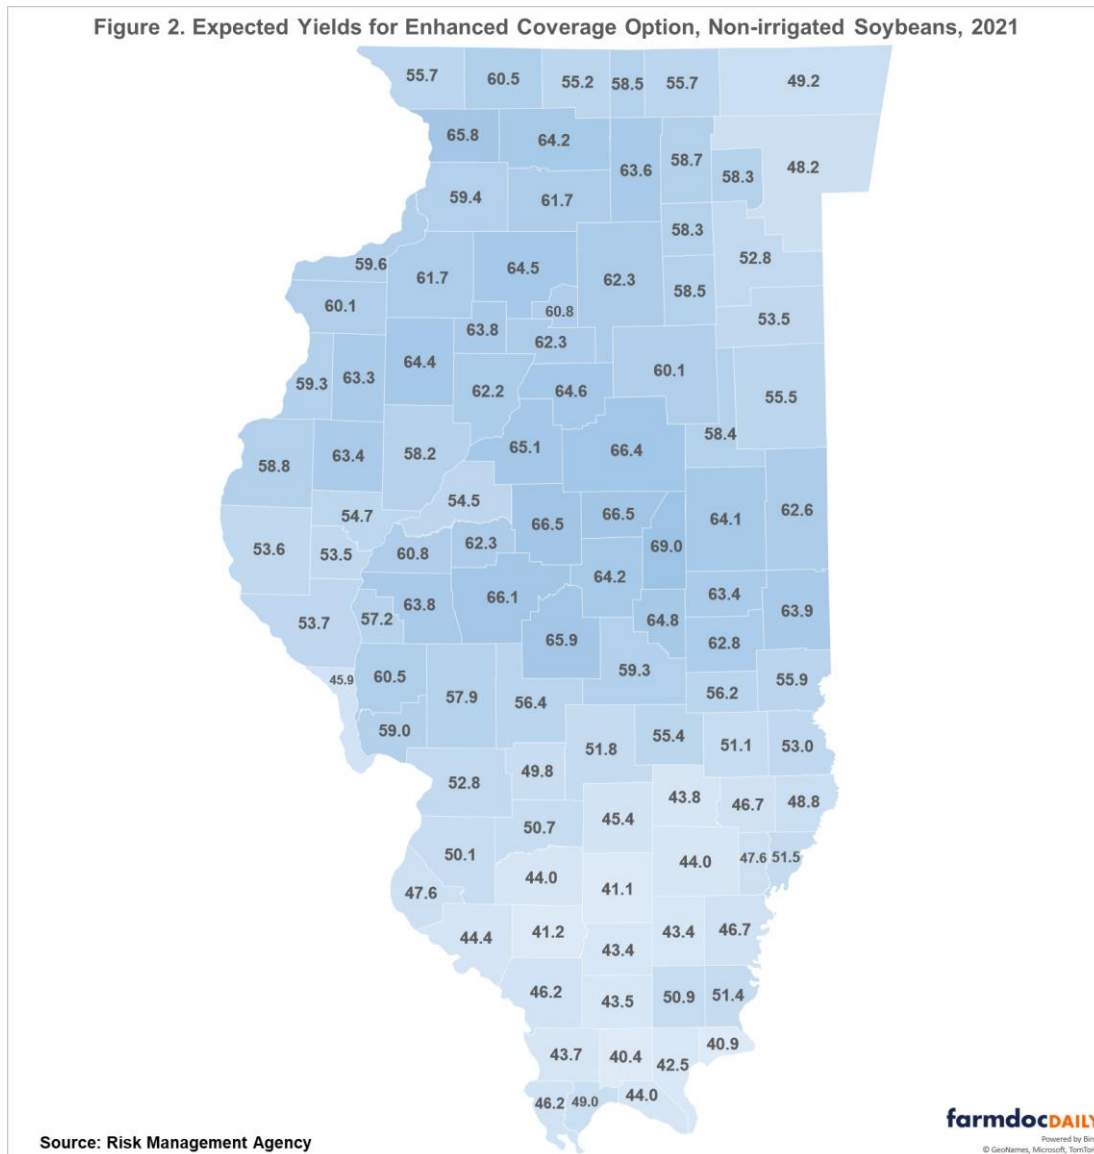 Figure 2. Expected Yields for Enhanced Coverage Option, Non-irrigated Soybeans, 2021
55.7 60.5 55.2 58.5 55.7 49.2
65.8 64.2 63.6 58.7 58.3 48.2
59.4 61.7 58.3
59.6 61.7 64.5 62.3 58.5 52.8
60.1 60.8 53.5
63.8 62.3
59.3 63.3 64.4 62.2 64.6 60.1 55.5
58.8 63.4 58.2 65.1 66.4 58.4
54.7 54.5 66.5 66.5 64.1 62.6
53.6 53.5 60.8 62.3 69.0
53.7 57.2 63.8 66.1 64.2 64.8 63.4 63.9
65.9 62.8
45.9 60.5 57.9 56.4 59.3 56.2 55.9
59.0 51.8 55.4 51.1 53.0
52.8 49.8
50.7 45.4 43.8 46.7 48.8
50.1 44.0 47.6 51.5
47.6 44.0 41.1
44.4 41.2 43.4 43.4 46.7
46.2 43.5 50.9 51.4
43.7 40.4 42.5 40.9
46.2 49.0 44.0
farmdocDAILY
Source: Risk Management Agency
Powered by Bin
© GeoNames, Microsoft, TomTom